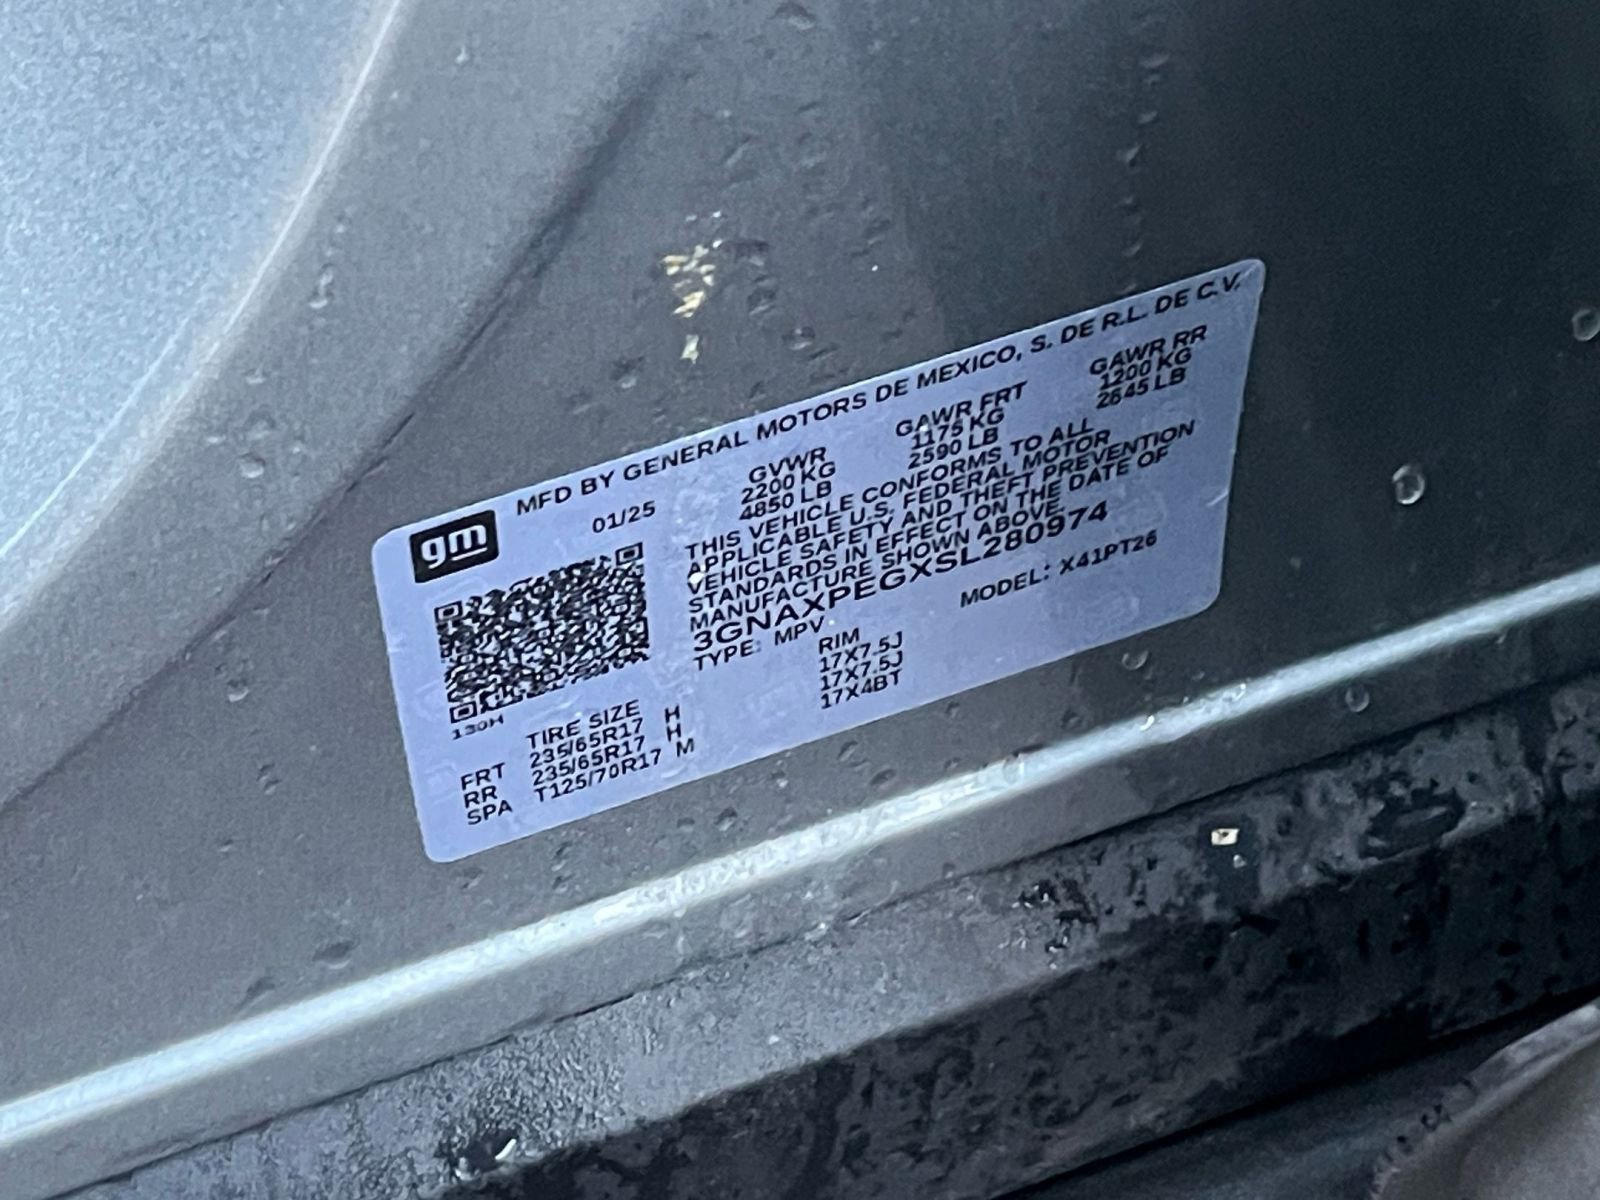 gm
MFD BY GENERAL MOTORS DE MEXICO, S. DE R.L. DE C.V.
01/25
GVWR GAWR FRT GAWR RR
2200 KG 1175 KG 1200 KG
4850 LB 2590 LB 2645 LB
THIS VEHICLE CONFORMS TO ALL
APPLICABLE U.S. FEDERAL MOTOR
VEHICLE SAFETY AND THEFT PREVENTION
STANDARDS IN EFFECT ON THE DATE OF
MANUFACTURE SHOWN ABOVE.
3GNAXPEGXSL280974
TYPE: MPV MODEL: X41PT26
130H
TIRE SIZE RIM
FRT 235/65R17 H 17X7.5J
RR 235/65R17 H 17X7.5J
SPA T125/70R17 M 17X4BT